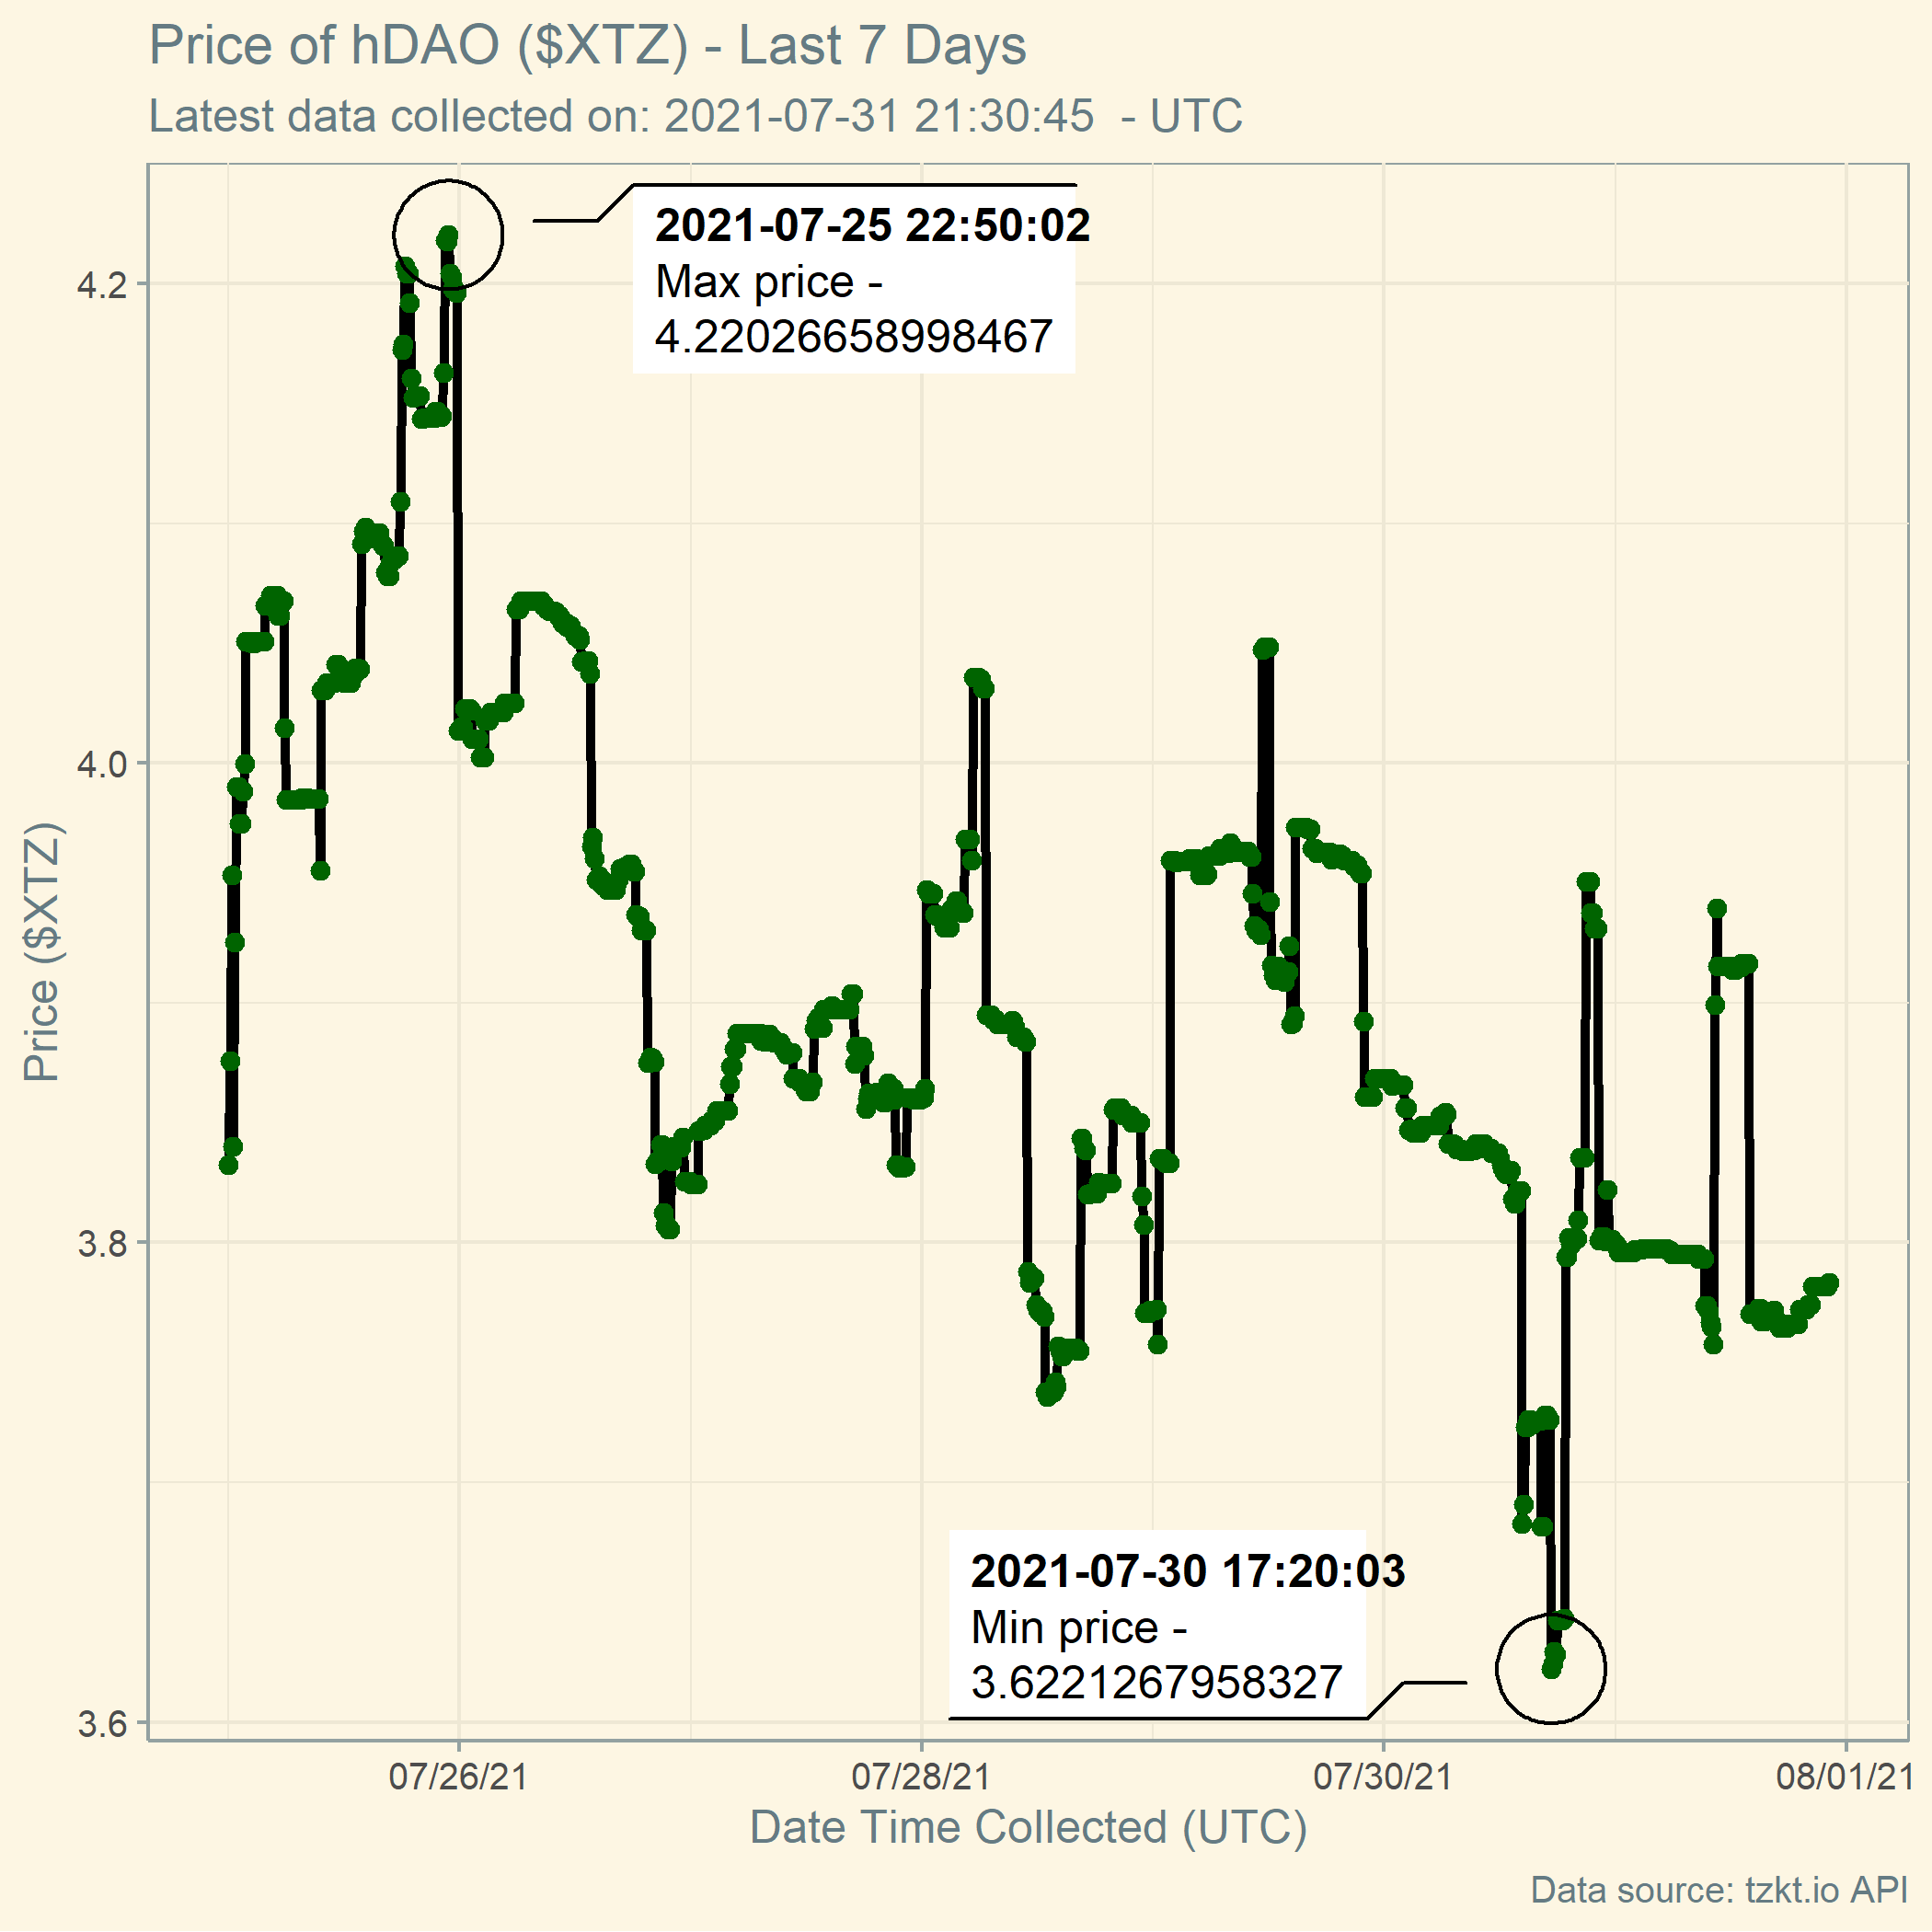 Price of hDAO ($XTZ) - Last 7 Days
Latest data collected on: 2021-07-31 21:30:45  - UTC
2021-07-25 22:50:02
Max price -
4.22026658998467
4.2
4.0
3.8
3.6
Price ($XTZ)
2021-07-30 17:20:03
Min price -
3.6221267958327
07/26/21
07/28/21
07/30/21
08/01/21
Date Time Collected (UTC)
Data source: tzkt.io API